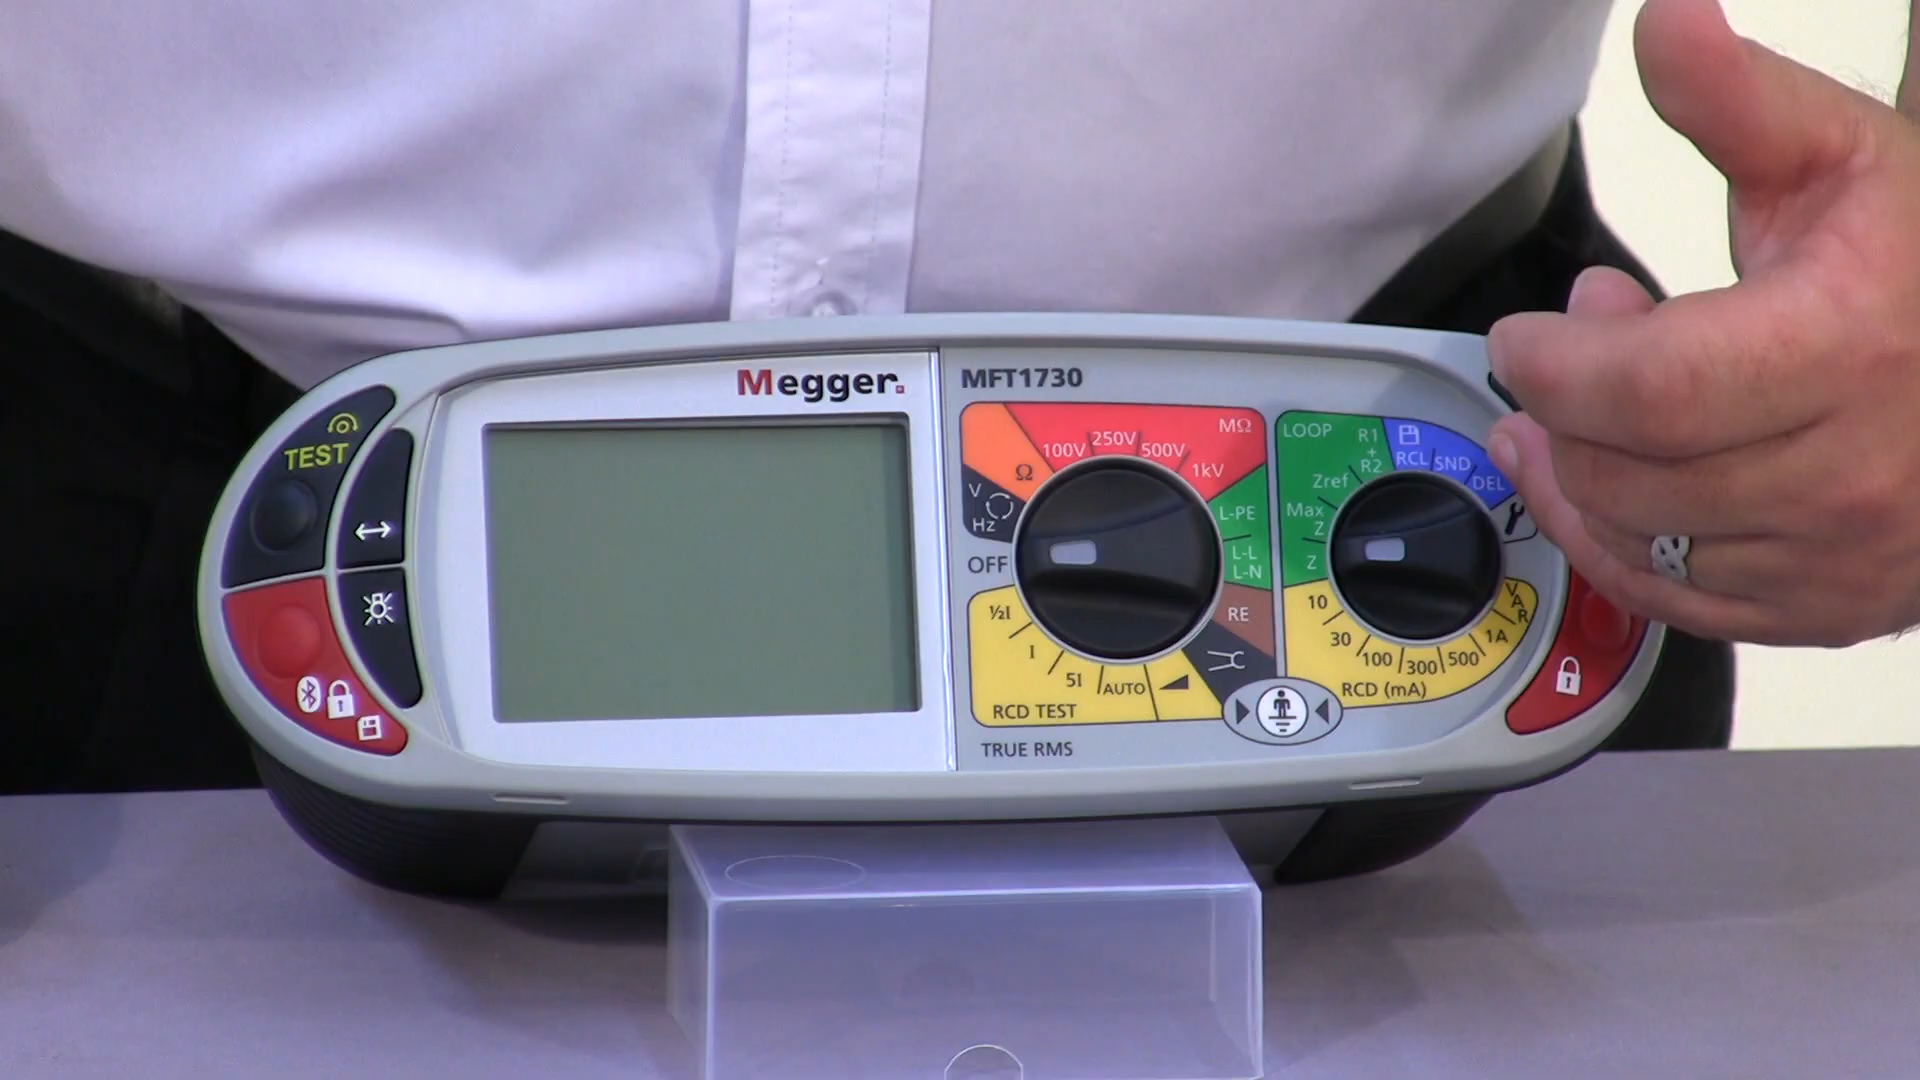 Megger.
MFT1730
TEST
MΩ
100V 250V 500V 1kV
Ω
V
Hz
OFF
L-PE
L-L
L-N
RE
½I
I
5I
AUTO
RCD TEST
TRUE RMS
LOOP
R1
+
R2
Zref
Max
Z
Z
RCL SND DEL
10
30
100
300
500
1A
VAR
RCD (mA)